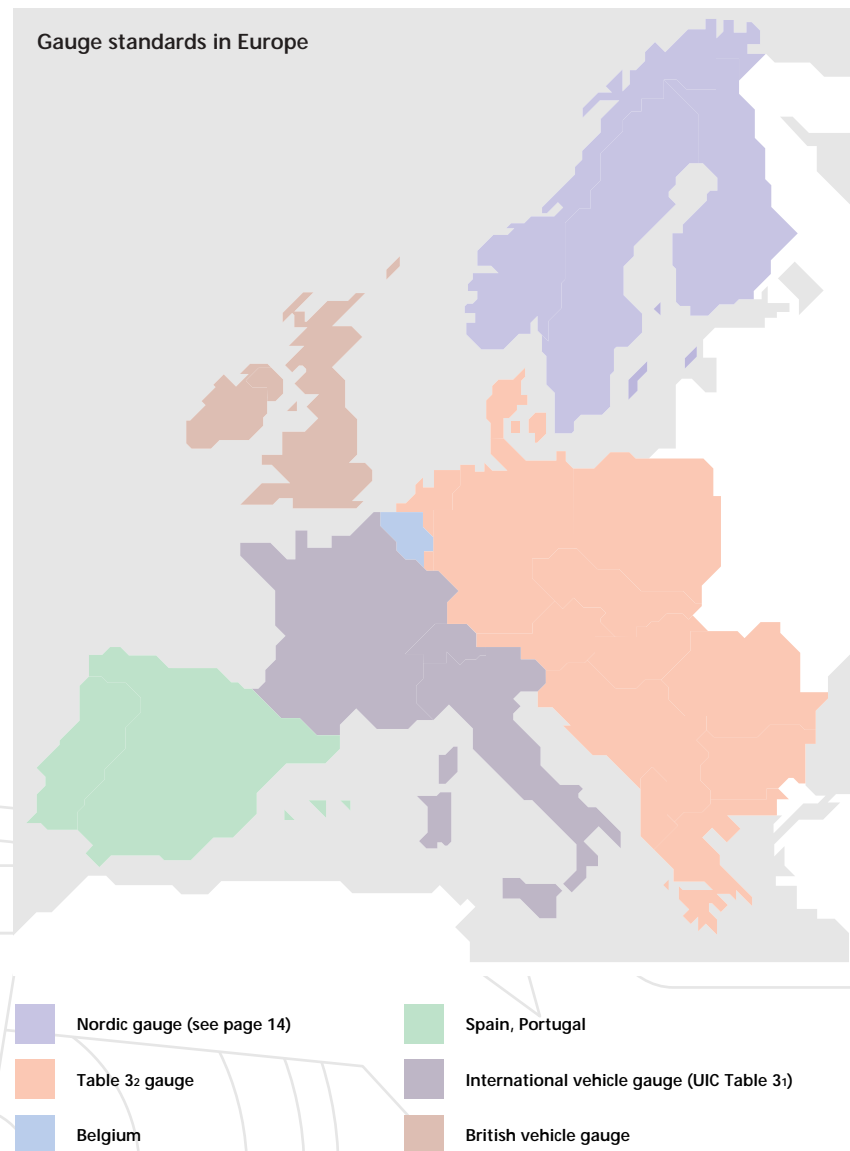 Gauge standards in Europe
Nordic gauge (see page 14)
Spain, Portugal
Table 3₂ gauge
International vehicle gauge (UIC Table 3₁)
Belgium
British vehicle gauge